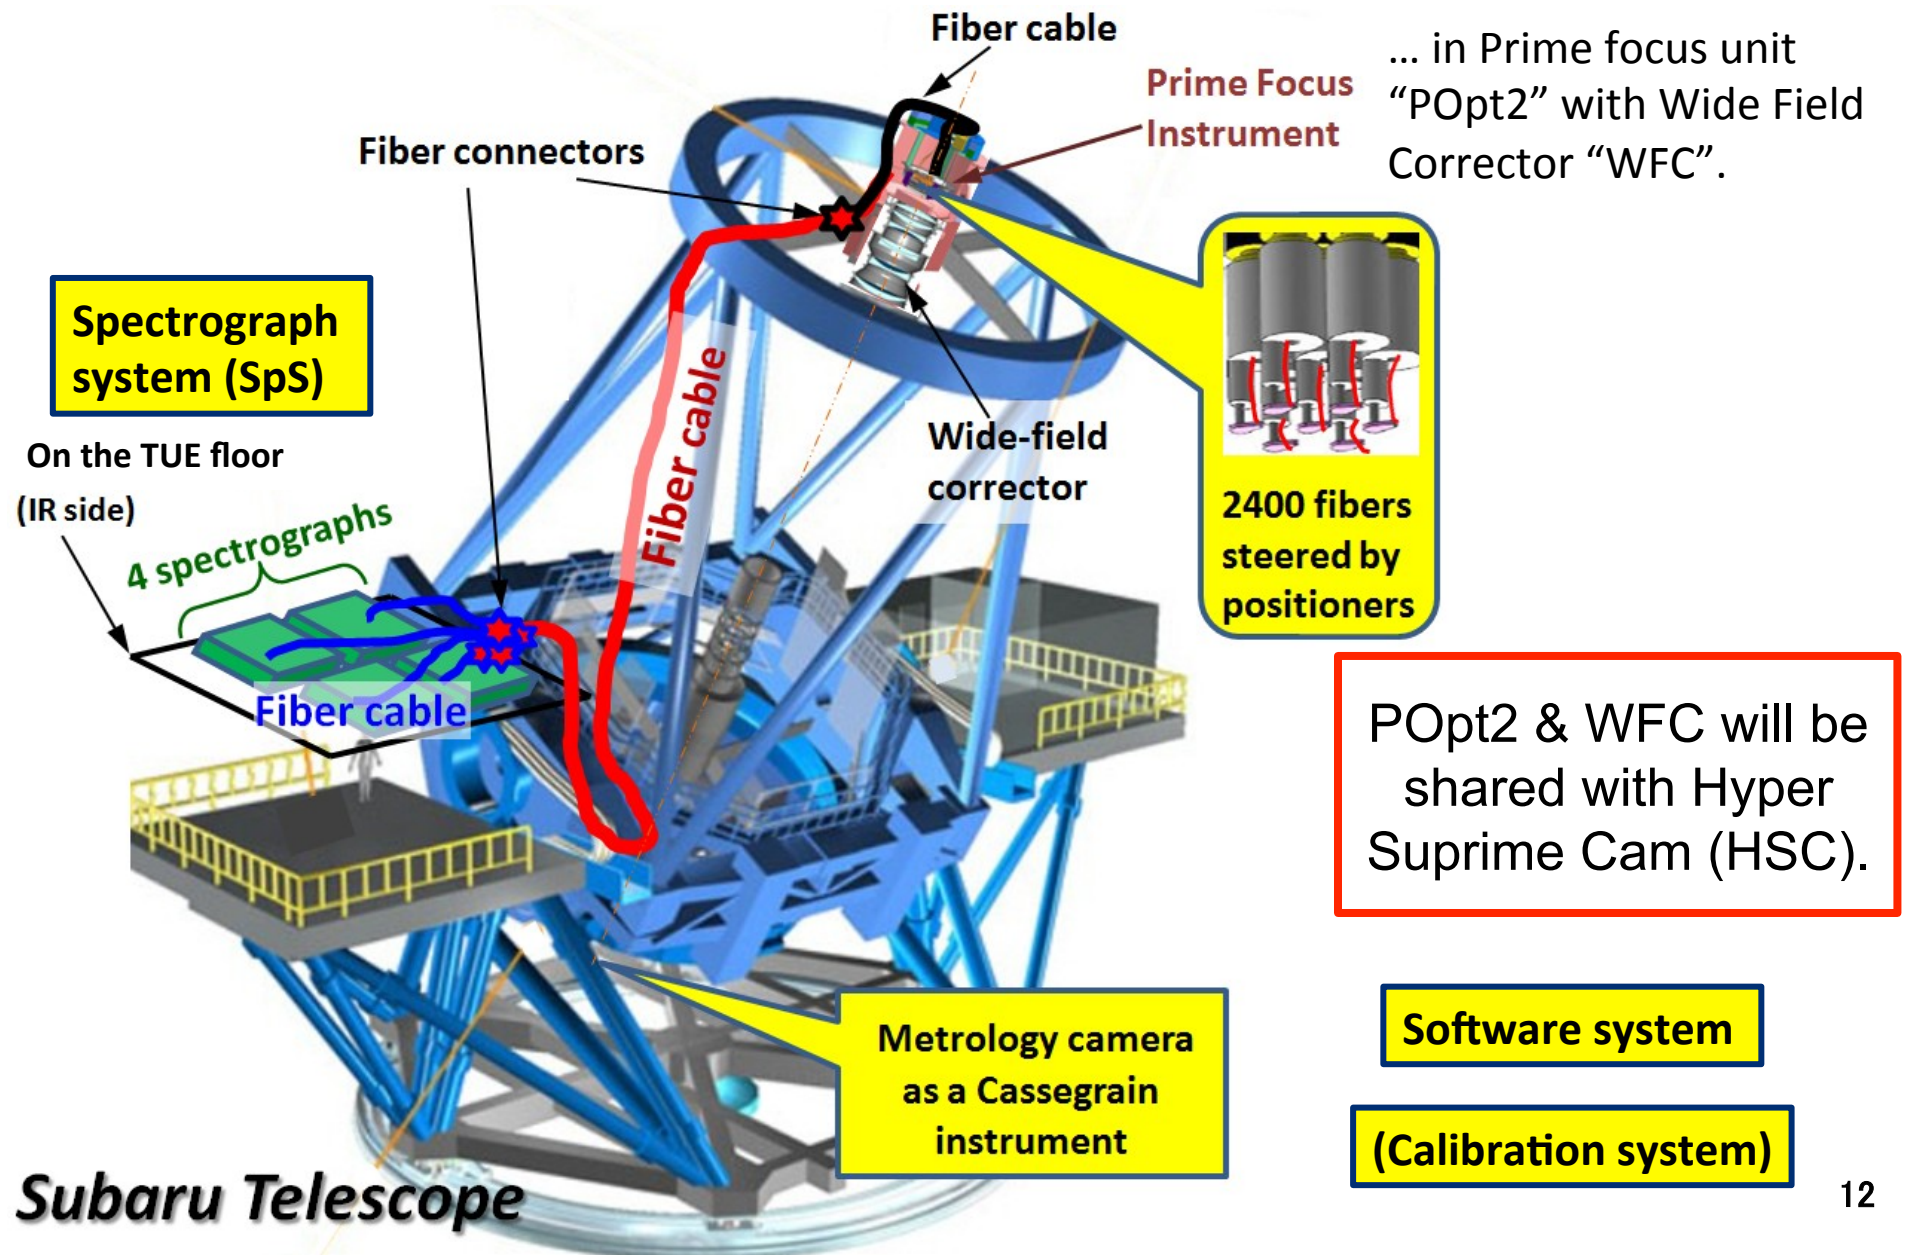 Fiber cable
… in Prime focus unit
“POpt2” with Wide Field
Corrector “WFC”.
Prime Focus
Instrument
Fiber connectors
Spectrograph
system (SpS)
On the TUE floor
(IR side)
4 spectrographs
Fiber cable
Fiber cable
Wide-field
corrector
2400 fibers
steered by
positioners
POpt2 & WFC will be
shared with Hyper
Suprime Cam (HSC).
Metrology camera
as a Cassegrain
instrument
Software system
(Calibration system)
Subaru Telescope
12